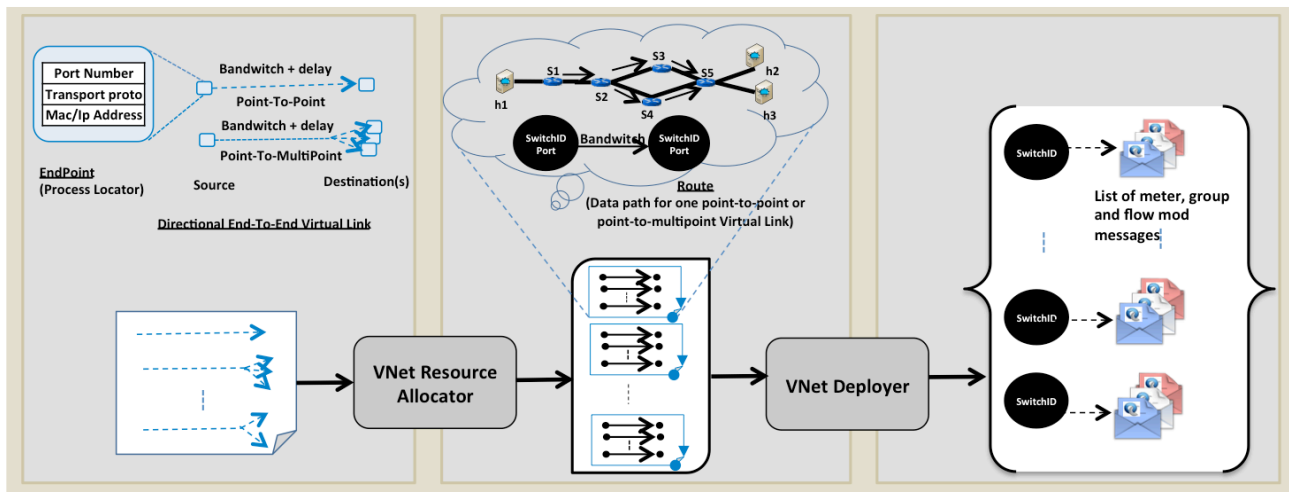 Port Number
Transport proto
Mac/Ip Address
EndPoint
(Process Locator)
Bandwitch + delay
Point-To-Point
Bandwitch + delay
Point-To-MultiPoint
Source
Destination(s)
Directional End-To-End Virtual Link
VNet Resource
Allocator
h1
S1
S2
S3
S4
S5
h2
h3
SwitchID
Port
Bandwitch
SwitchID
Port
Route
(Data path for one point-to-point or
point-to-multipoint Virtual Link)
VNet Deployer
SwitchID
List of meter, group
and flow mod
messages
SwitchID
SwitchID